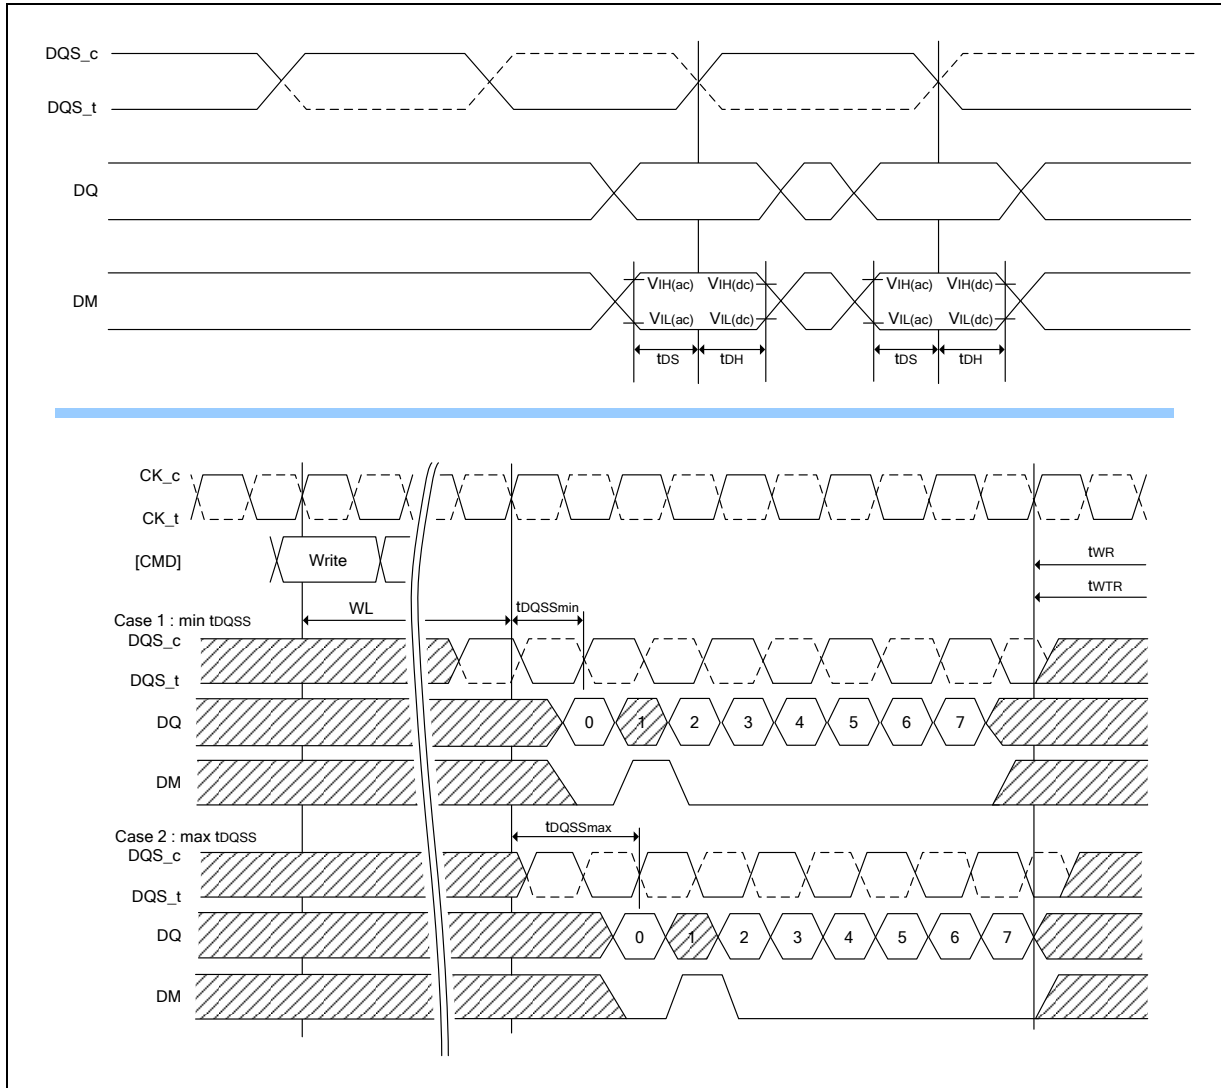 DQS_c
DQS_t
DQ
DM
VIH(ac) VIH(dc) VIH(ac) VIH(dc)
VIL(ac) VIL(dc) VIL(ac) VIL(dc)
tDS tDH tDS tDH
CK_c
CK_t
[CMD] Write tWR
tWTR
WL tDQSSmin
Case 1 : min tDQSS
DQS_c
DQS_t
DQ 0 1 2 3 4 5 6 7
DM
Case 2 : max tDQSS tDQSSmax
DQS_c
DQS_t
DQ 0 1 2 3 4 5 6 7
DM